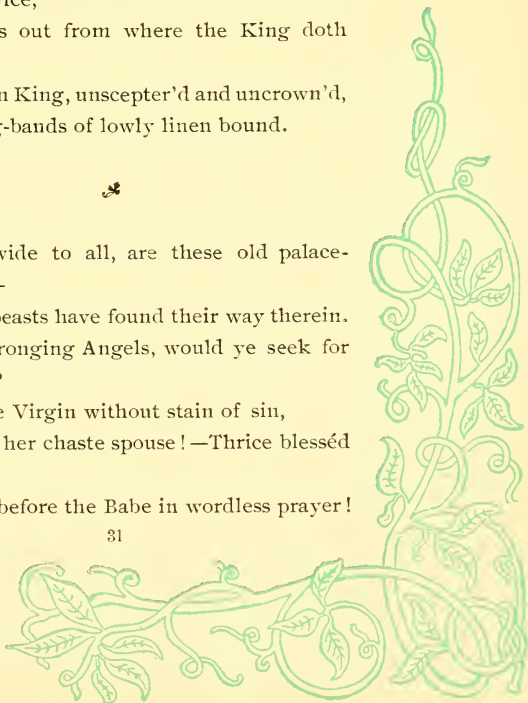 ice,
s out from where the King doth
n King, unscepter'd and uncrown'd,
g-bands of lowly linen bound.
wide to all, are these old palace-
—
beasts have found their way therein.
ronging Angels, would ye seek for
?
e Virgin without stain of sin,
her chaste spouse!—Thrice blesséd
before the Babe in wordless prayer!
31